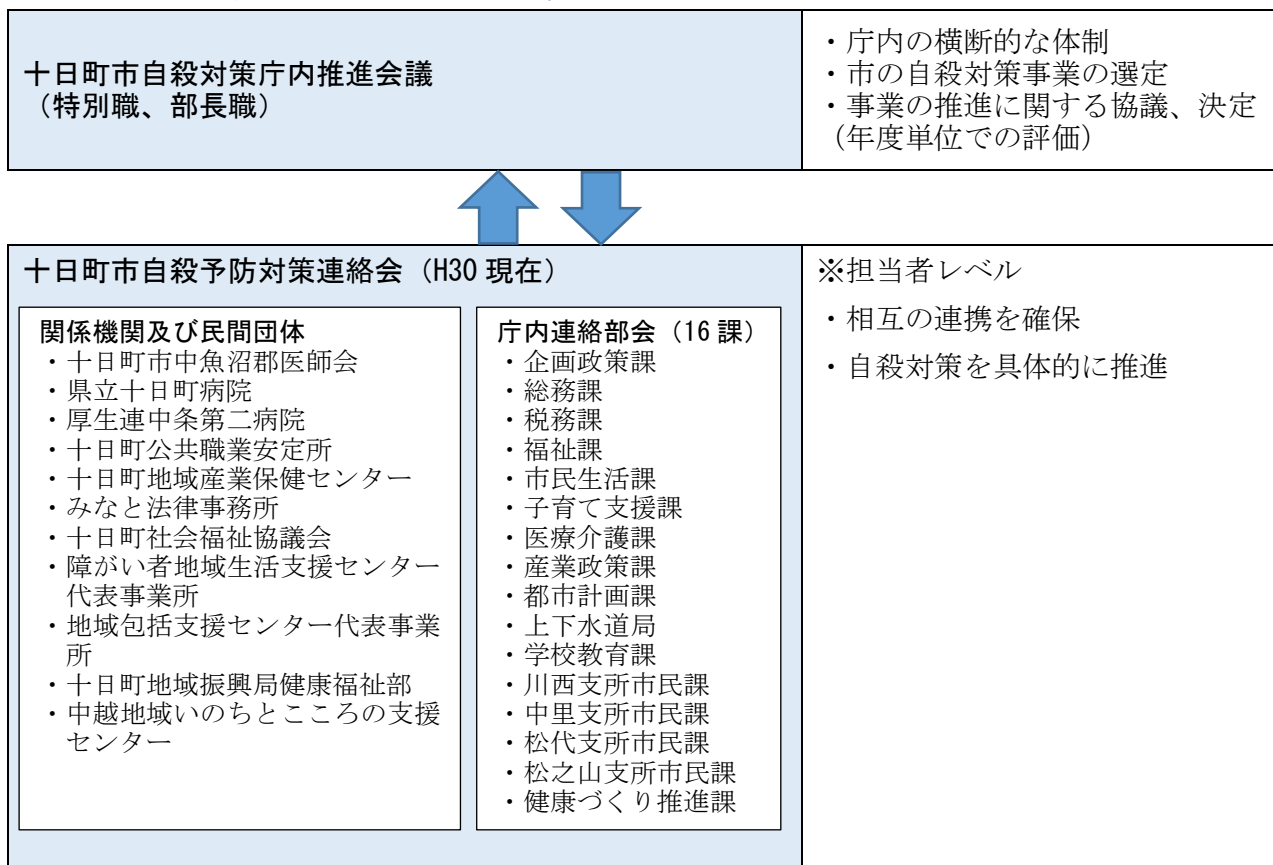 十日町市自殺対策庁内推進会議
（特別職、部長職）
・庁内の横断的な体制
・市の自殺対策事業の選定
・事業の推進に関する協議、決定
（年度単位での評価）
十日町市自殺予防対策連絡会（H30 現在）
関係機関及び民間団体
・十日町市中魚沼郡医師会
・県立十日町病院
・厚生連中条第二病院
・十日町公共職業安定所
・十日町地域産業保健センター
・みなと法律事務所
・十日町社会福祉協議会
・障がい者地域生活支援センター
代表事業所
・地域包括支援センター代表事業
所
・十日町地域振興局健康福祉部
・中越地域いのちとこころの支援
センター
庁内連絡部会（16 課）
・企画政策課
・総務課
・税務課
・福祉課
・市民生活課
・子育て支援課
・医療介護課
・産業政策課
・都市計画課
・上下水道局
・学校教育課
・川西支所市民課
・中里支所市民課
・松代支所市民課
・松之山支所市民課
・健康づくり推進課
※担当者レベル
・相互の連携を確保
・自殺対策を具体的に推進